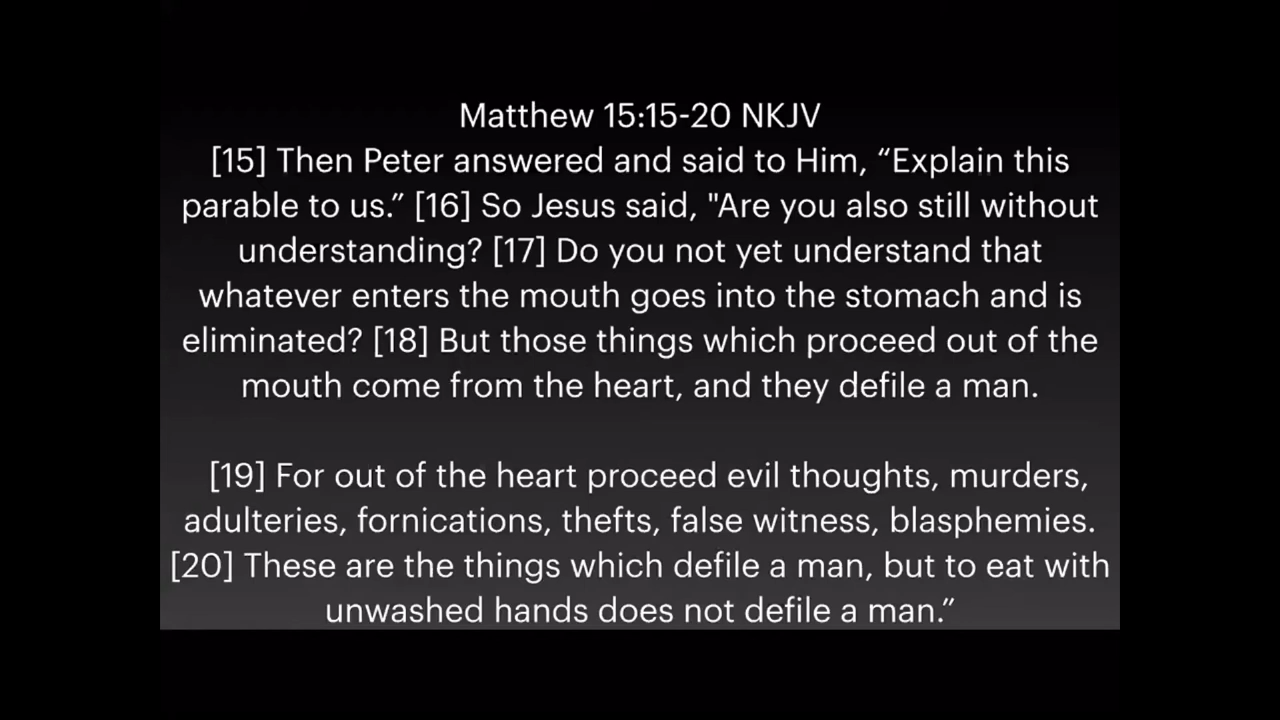 Matthew 15:15-20 NKJV
[15] Then Peter answered and said to Him, “Explain this
parable to us.” [16] So Jesus said, "Are you also still without
understanding? [17] Do you not yet understand that
whatever enters the mouth goes into the stomach and is
eliminated? [18] But those things which proceed out of the
mouth come from the heart, and they defile a man.
[19] For out of the heart proceed evil thoughts, murders,
adulteries, fornications, thefts, false witness, blasphemies.
[20] These are the things which defile a man, but to eat with
unwashed hands does not defile a man.”